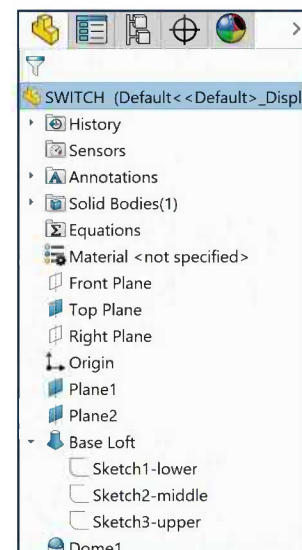 SWITCH (Default<<Default>_Displ
History
Sensors
Annotations
Solid Bodies(1)
Equations
Material <not specified>
Front Plane
Top Plane
Right Plane
Origin
Plane1
Plane2
Base Loft
Sketch1-lower
Sketch2-middle
Sketch3-upper
Dome1